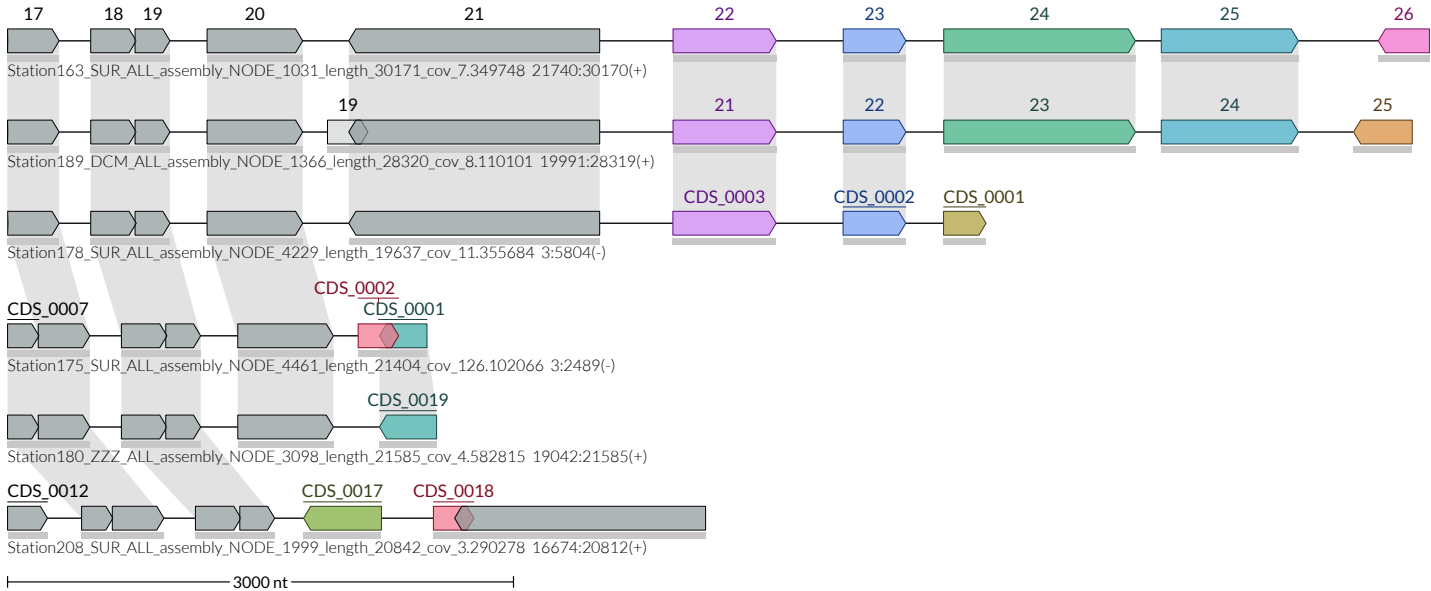 17 18 19 20 21 22 23 24 25 26
Station163_SUR_ALL_assembly_NODE_1031_length_30171_cov_7.349748 21740:30170(+)
19 21 22 23 24 25
Station189_DCM_ALL_assembly_NODE_1366_length_28320_cov_8.110101 19991:28319(+)
CDS_0003 CDS_0002 CDS_0001
Station178_SUR_ALL_assembly_NODE_4229_length_19637_cov_11.355684 3:5804(-)
CDS_0002
CDS_0007 CDS_0001
Station175_SUR_ALL_assembly_NODE_4461_length_21404_cov_126.102066 3:2489(-)
CDS_0019
Station180_ZZZ_ALL_assembly_NODE_3098_length_21585_cov_4.582815 19042:21585(+)
CDS_0012 CDS_0017 CDS_0018
Station208_SUR_ALL_assembly_NODE_1999_length_20842_cov_3.290278 16674:20812(+)
3000 nt